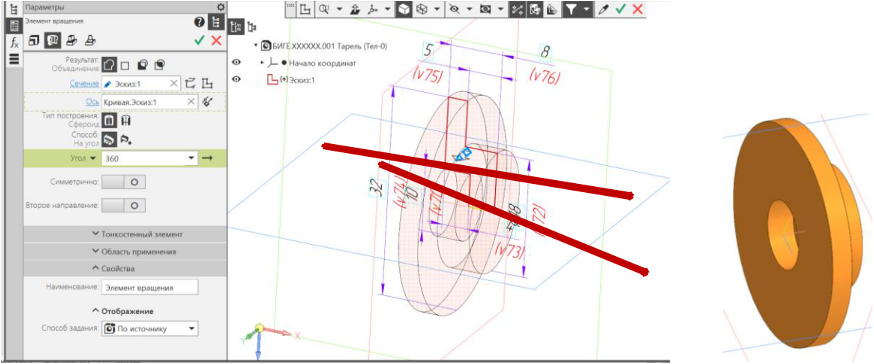 Параметры
Элемент вращения
Результат:
Объединение
Сечение
Эскиз:1
Ось
Кривая.Эскиз:1
Тип построения:
Сфероид
Способ:
На угол
Угол
360
Симметрично:
Второе направление:
Тонкостенный элемент
Область применения
Свойства
Наименование:
Элемент вращения
Отображение
Способ задания:
По источнику
БИГЕ.XXXXXX.001 Тарель (Тел-0)
Начало координат
(+) Эскиз:1
5
(v75)
8
(v76)
32
(v74)
10
18
(v72)
(v73)
X
Y